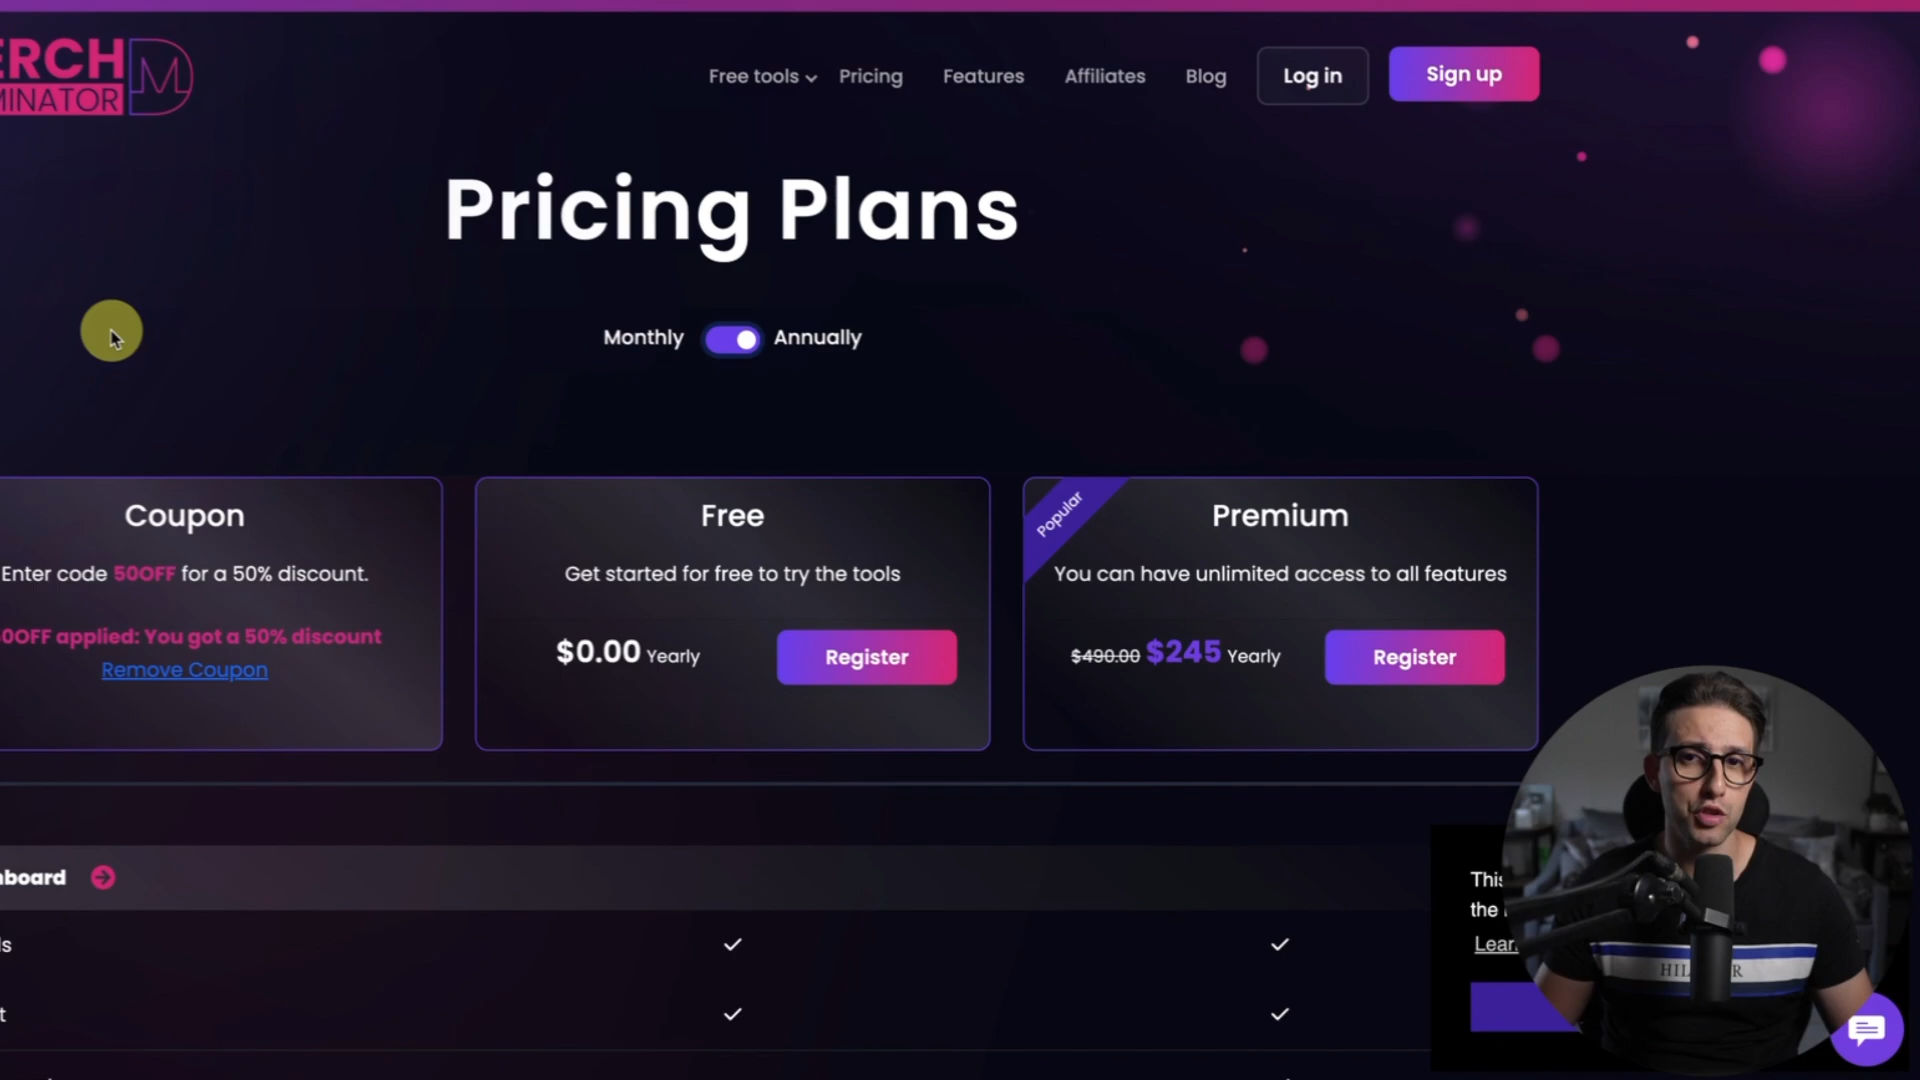 ERCH
MINATOR
Free tools Pricing Features Affiliates Blog Log in Sign up
Pricing Plans
Monthly Annually
Coupon
Enter code 50OFF for a 50% discount.
0OFF applied: You got a 50% discount
Remove Coupon
Free
Get started for free to try the tools
$0.00 Yearly
Register
Popular
Premium
You can have unlimited access to all features
$490.00 $245 Yearly
Register
board
s
t
This
the
Lear
HIL R